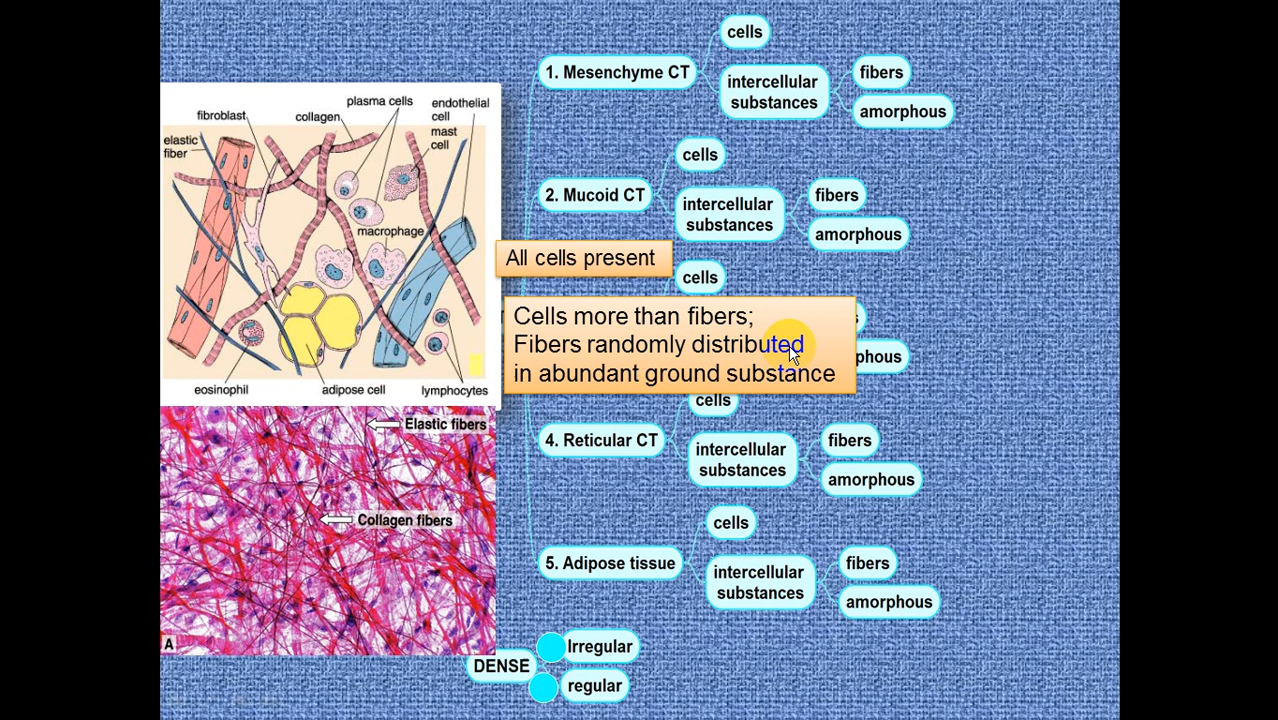 plasma cells
endothelial
cell
fibroblast
collagen
mast
cell
elastic
fiber
macrophage
eosinophil
adipose cell
lymphocytes
Elastic fibers
Collagen fibers
A
1. Mesenchyme CT
cells
intercellular
substances
fibers
amorphous
2. Mucoid CT
cells
intercellular
substances
fibers
amorphous
All cells present
cells
Cells more than fibers;
Fibers randomly distributed
in abundant ground substance
phous
4. Reticular CT
cells
intercellular
substances
fibers
amorphous
5. Adipose tissue
cells
intercellular
substances
fibers
amorphous
DENSE
Irregular
regular